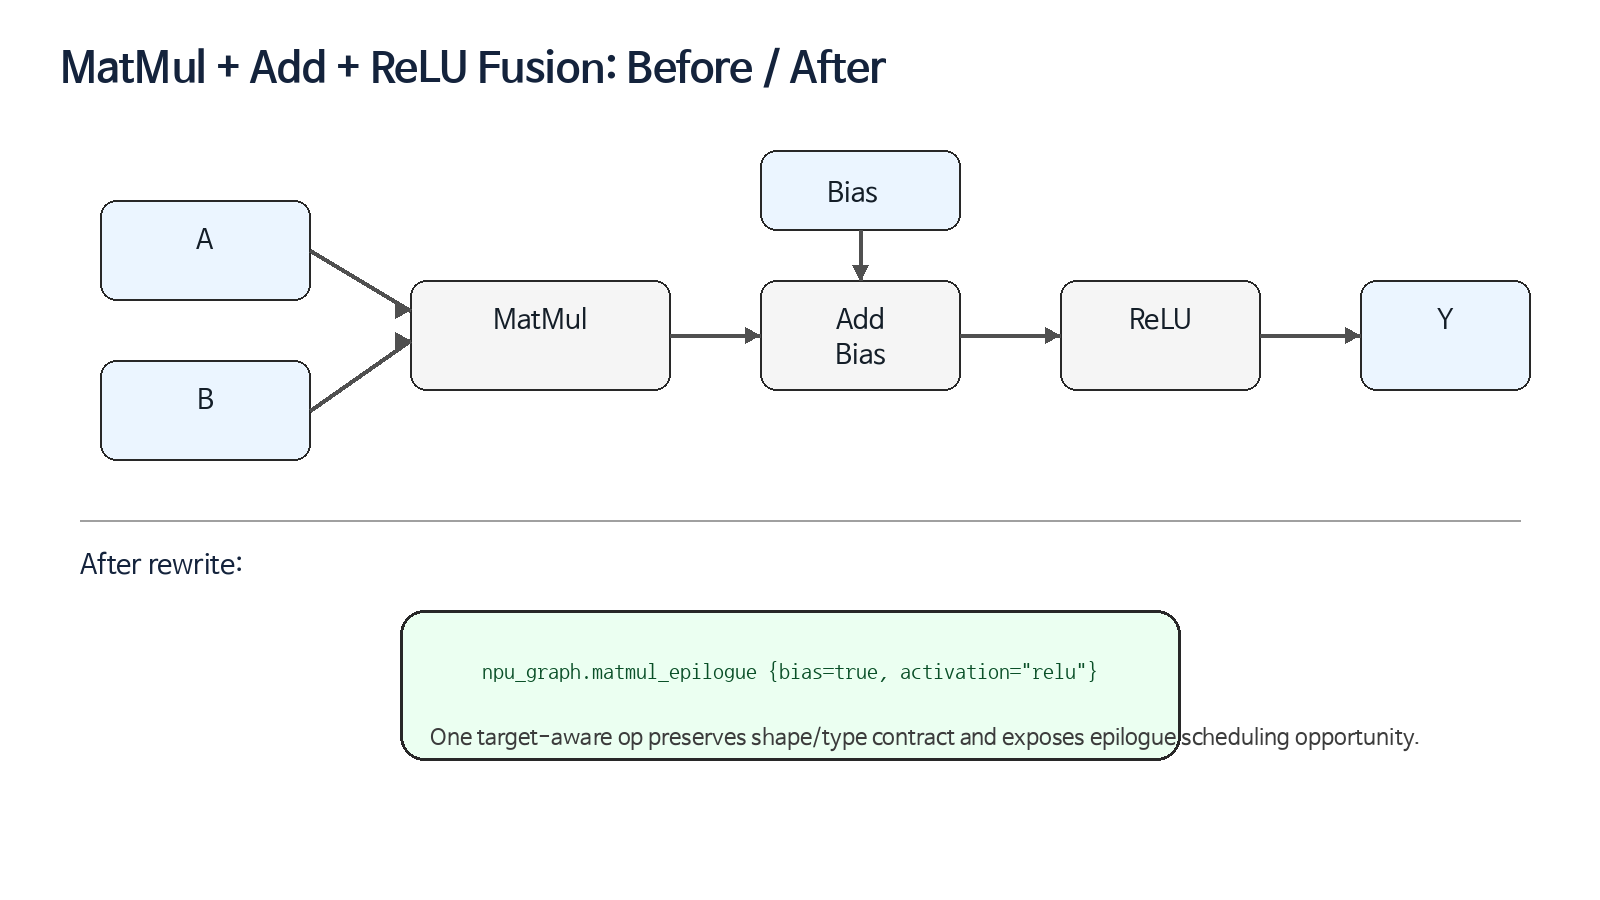 MatMul + Add + ReLU Fusion: Before / After
Bias
A
MatMul
Add
Bias
ReLU
Y
B
After rewrite:
npu_graph.matmul_epilogue {bias=true, activation="relu"}
One target-aware op preserves shape/type contract and exposes epilogue scheduling opportunity.